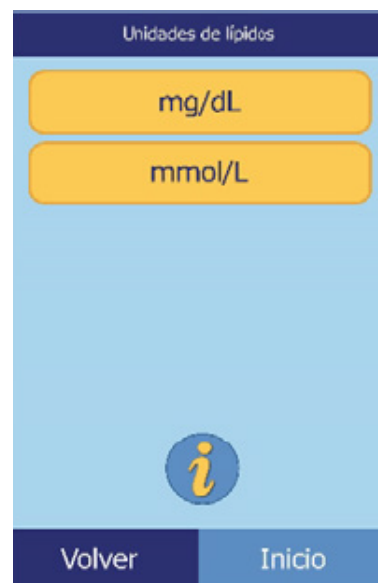 Unidades de lípidos
mg/dL
mmol/L
i
Volver Inicio